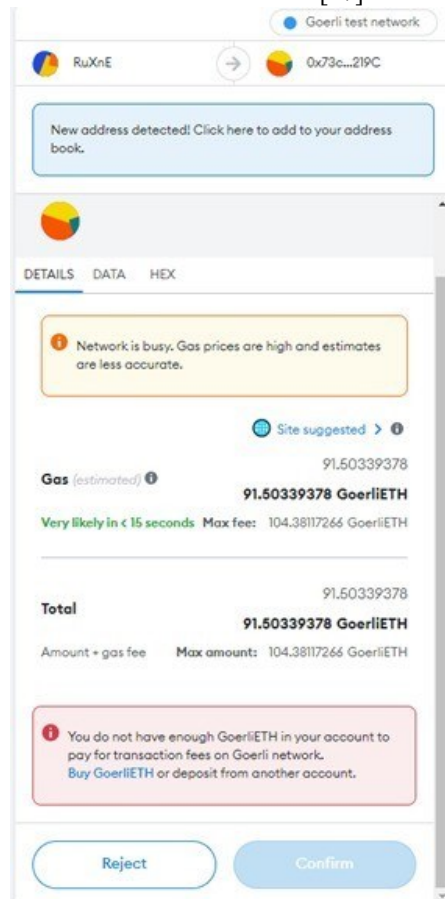 Goerli test network
RuXnE
0x73c...219C
New address detected! Click here to add to your address
book.
DETAILS DATA HEX
Network is busy. Gas prices are high and estimates
are less accurate.
Site suggested >
91.50339378
Gas (estimated)
91.50339378 GoerliETH
Very likely in < 15 seconds Max fee: 104.38117266 GoerliETH
91.50339378
Total
91.50339378 GoerliETH
Amount + gas fee Max amount: 104.38117266 GoerliETH
You do not have enough GoerliETH in your account to
pay for transaction fees on Goerli network.
Buy GoerliETH or deposit from another account.
Reject
Confirm